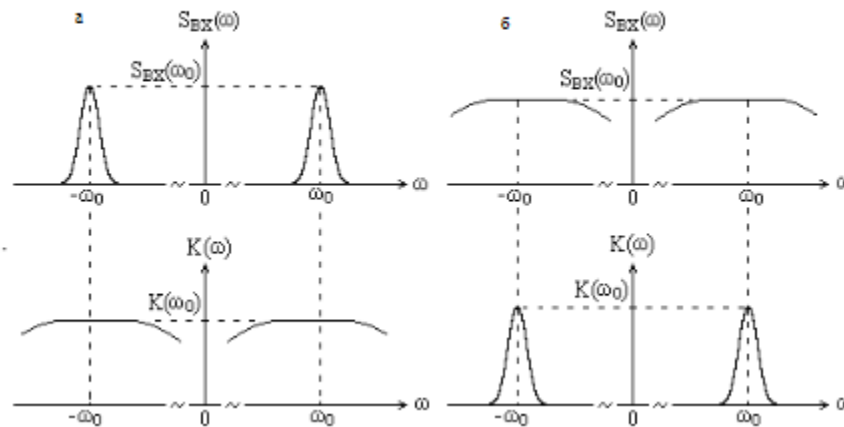 а
S_BX(ω)
S_BX(ω₀)
-ω₀
0
ω₀
ω
K(ω)
K(ω₀)
-ω₀
0
ω₀
ω
б
S_BX(ω)
S_BX(ω₀)
-ω₀
0
ω₀
K(ω)
K(ω₀)
-ω₀
0
ω₀